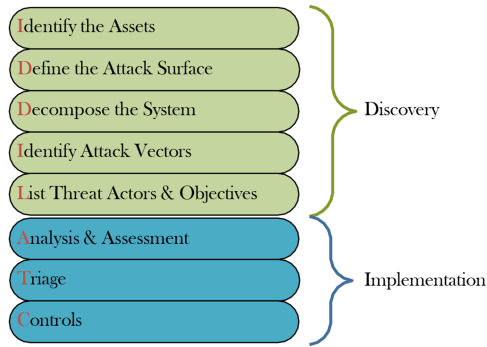 Identify the Assets
Define the Attack Surface
Decompose the System
Identify Attack Vectors
List Threat Actors & Objectives
Discovery
Analysis & Assessment
Triage
Controls
Implementation